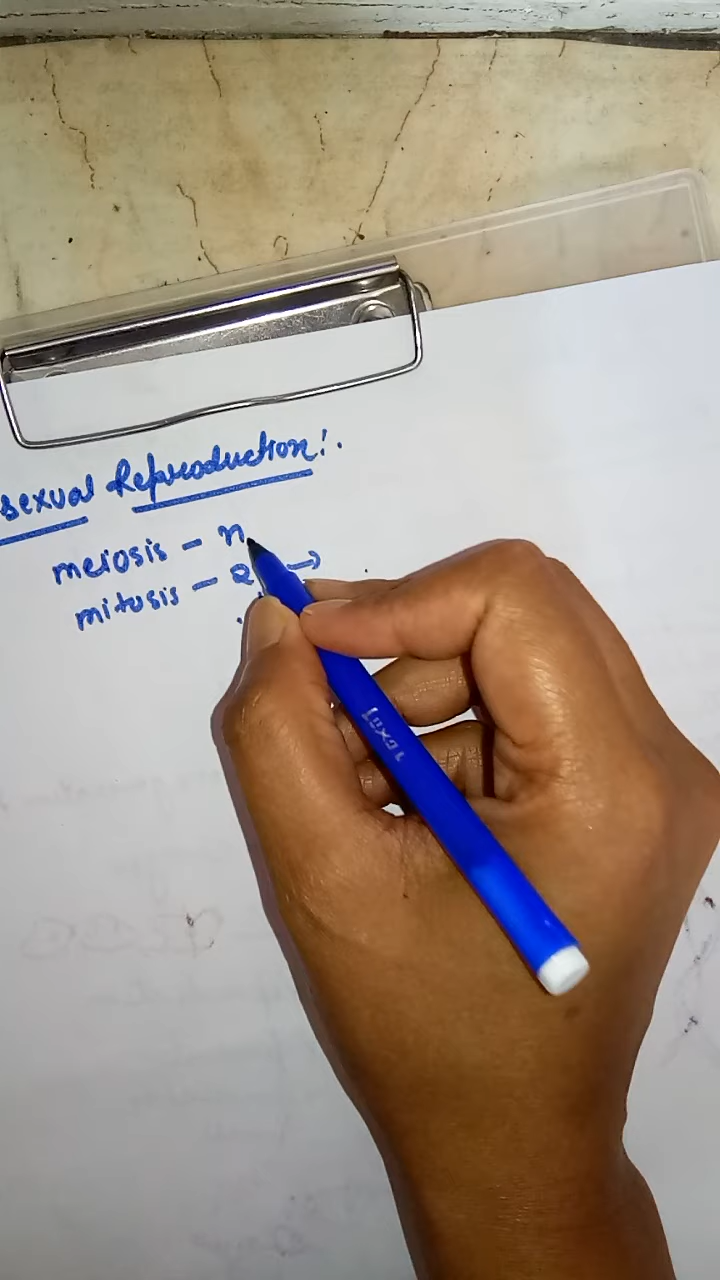 sexual Reproduction:.
meiosis - n
mitosis - 2 →
LUXOR